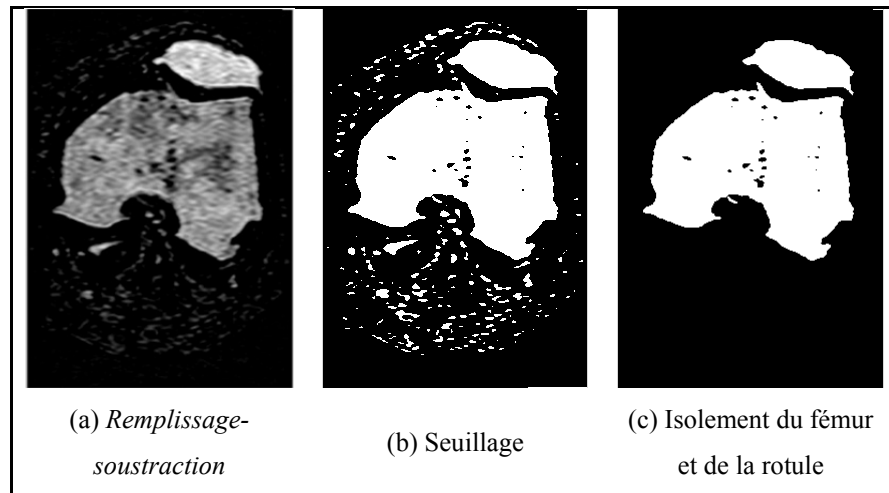 (a) Remplissage-
soustraction
(b) Seuillage
(c) Isolement du fémur
et de la rotule